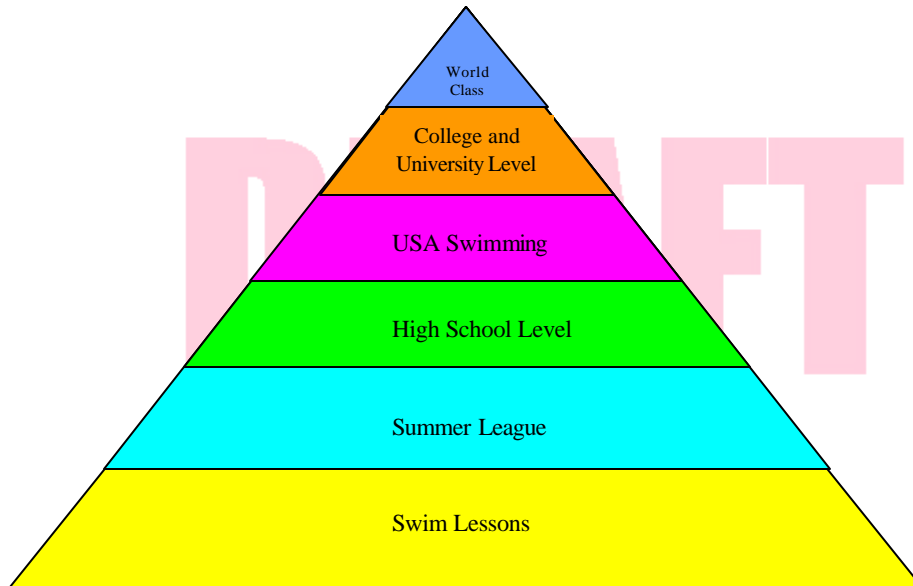 World
Class
College and
University Level
USA Swimming
High School Level
Summer League
Swim Lessons
DRAFT